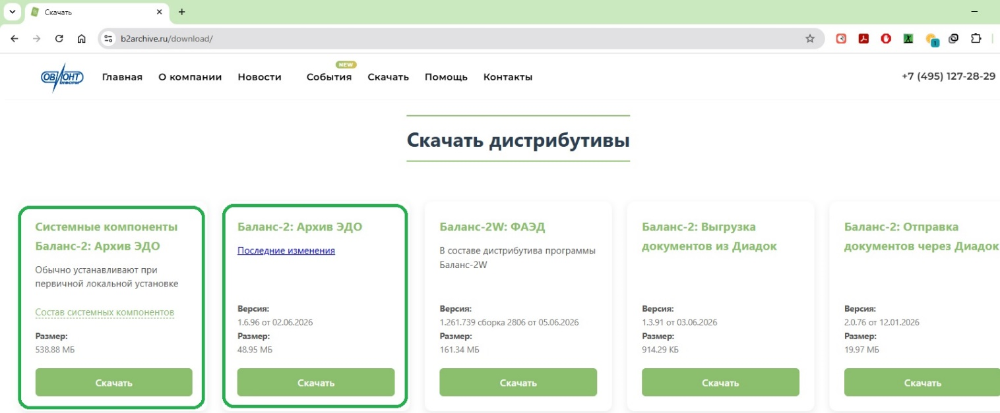 Скачать
b2archive.ru/download/
1
ОВИОНТ
ИНФОРМ
Главная
О компании
Новости
NEW
События
Скачать
Помощь
Контакты
+7 (495) 127-28-29
Скачать дистрибутивы
Системные компоненты
Баланс-2: Архив ЭДО
Обычно устанавливают при
первичной локальной установке
Состав системных компонентов
Размер:
538.88 МБ
Скачать
Баланс-2: Архив ЭДО
Последние изменения
Версия:
1.6.96 от 02.06.2026
Размер:
48.95 МБ
Скачать
Баланс-2W: ФАЭД
В составе дистрибутива программы
Баланс-2W
Версия:
1.261.739 сборка 2806 от 05.06.2026
Размер:
161.34 МБ
Скачать
Баланс-2: Выгрузка
документов из Диадок
Версия:
1.3.91 от 03.06.2026
Размер:
914.29 КБ
Скачать
Баланс-2: Отправка
документов через Диадок
Версия:
2.0.76 от 12.01.2026
Размер:
19.97 МБ
Скачать